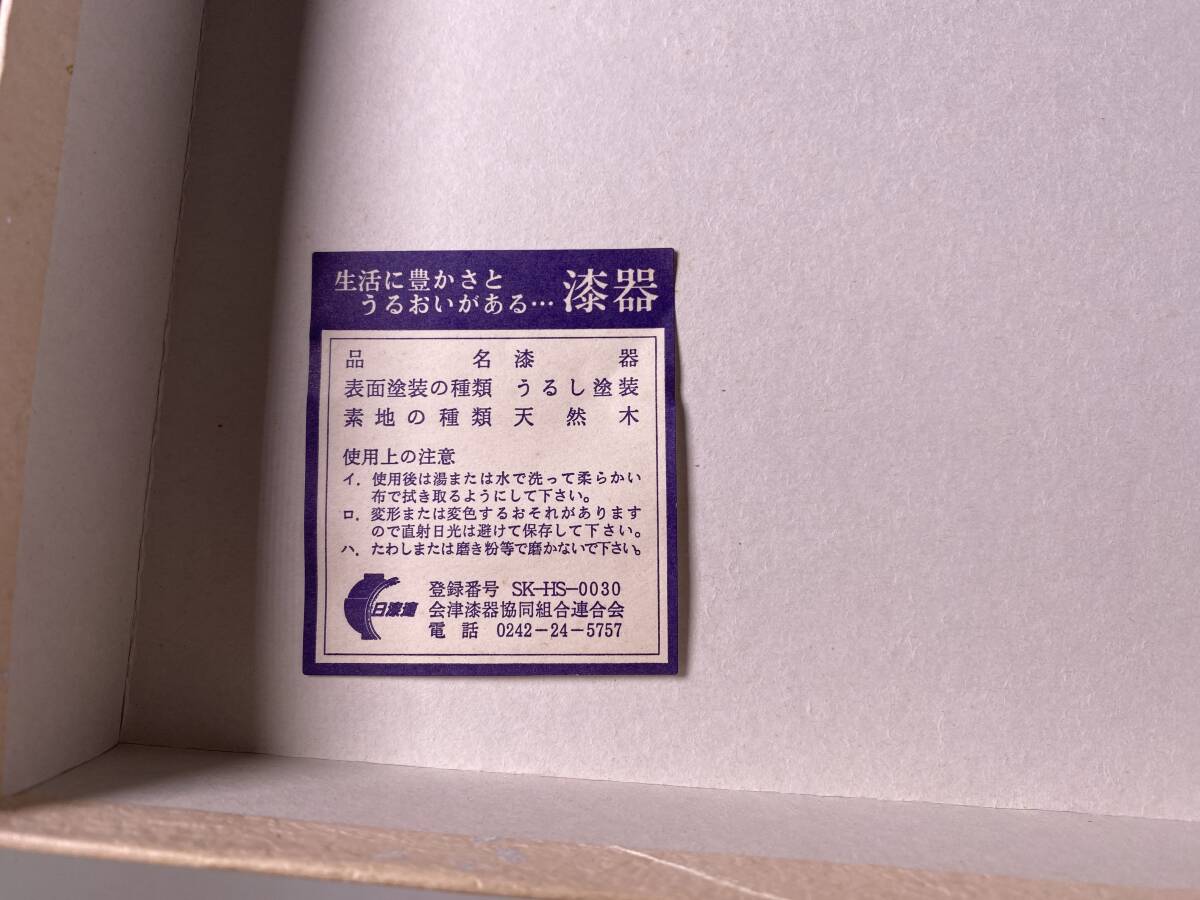 生活に豊かさと
うるおいがある…漆器
品名 漆器
表面塗装の種類 うるし塗装
素地の種類 天然木
使用上の注意
イ．使用後は湯または水で洗って柔らかい
布で拭き取るようにして下さい。
ロ．変形または変色するおそれがあります
ので直射日光は避けて保存して下さい。
ハ．たわしまたは磨き粉等で磨かないで下さい。
日漆連
登録番号 SK-HS-0030
会津漆器協同組合連合会
電話 0242-24-5757